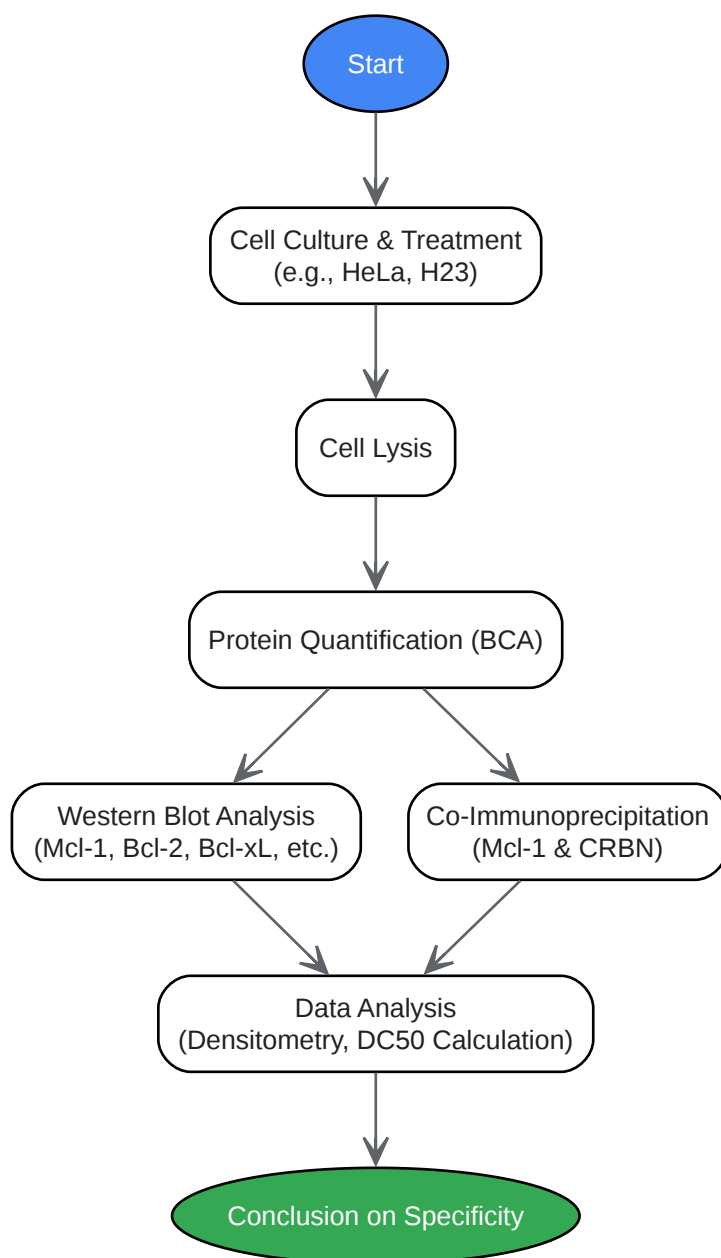 Start
Cell Culture & Treatment
(e.g., HeLa, H23)
Cell Lysis
Protein Quantification (BCA)
Western Blot Analysis
(Mcl-1, Bcl-2, Bcl-xL, etc.)
Co-Immunoprecipitation
(Mcl-1 & CRBN)
Data Analysis
(Densitometry, DC50 Calculation)
Conclusion on Specificity